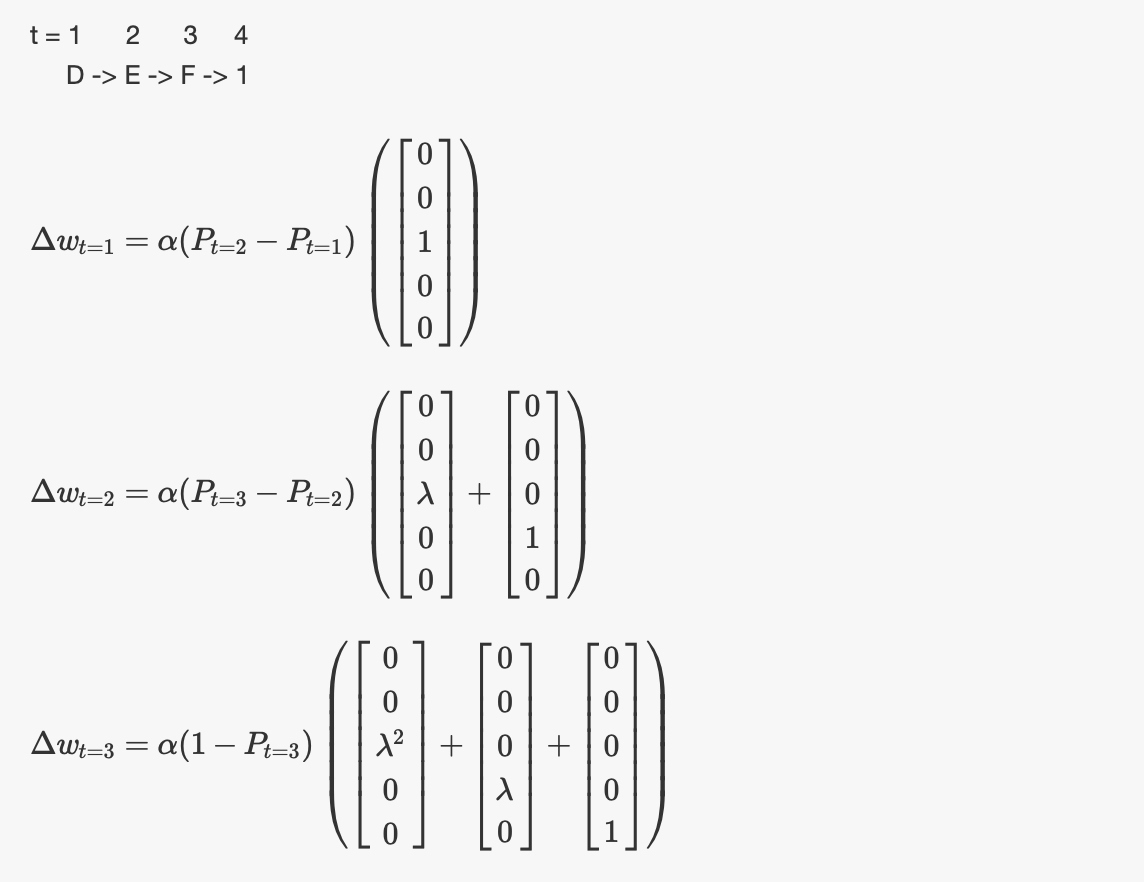 t = 1 2 3 4
D -> E -> F -> 1
Δw_{t=1} = α(P_{t=2} − P_{t=1}) ([0 0 1 0 0])
Δw_{t=2} = α(P_{t=3} − P_{t=2}) ([0 0 λ 0 0] + [0 0 0 1 0])
Δw_{t=3} = α(1 − P_{t=3}) ([0 0 λ² 0 0] + [0 0 0 λ 0] + [0 0 0 0 1])